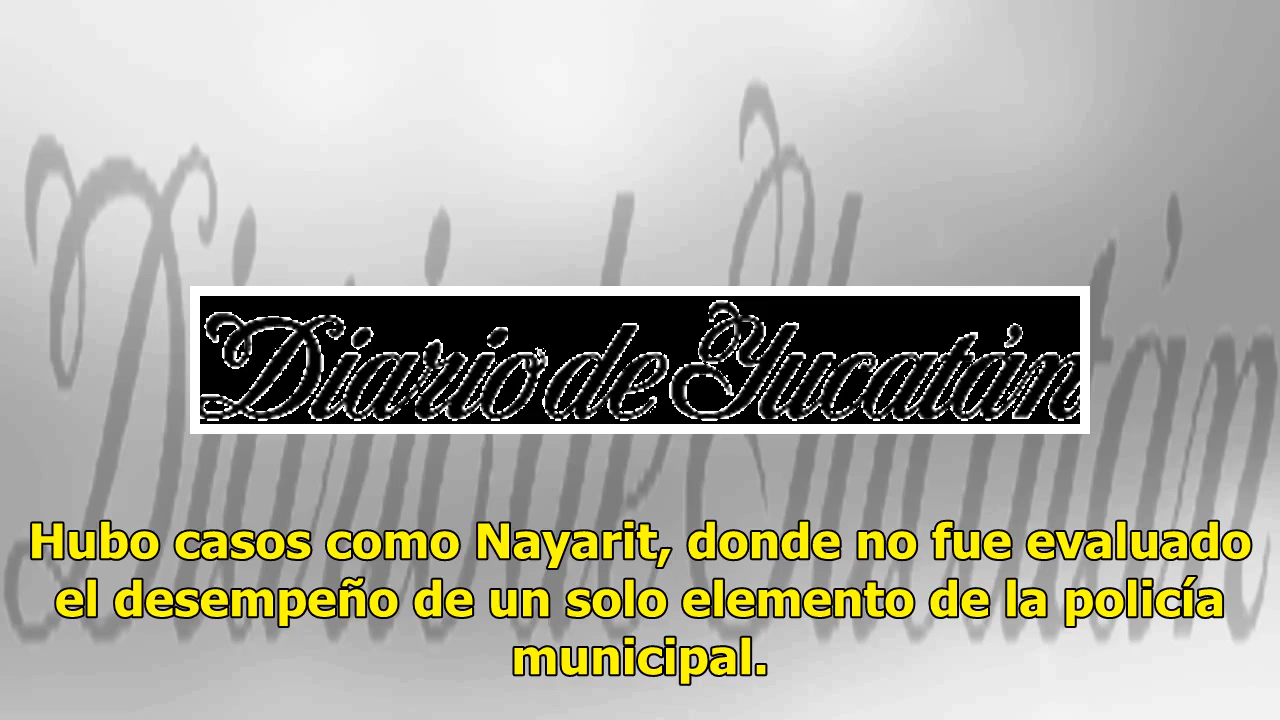 Diario de Yucatán
Hubo casos como Nayarit, donde no fue evaluado
el desempeño de un solo elemento de la policía
municipal.